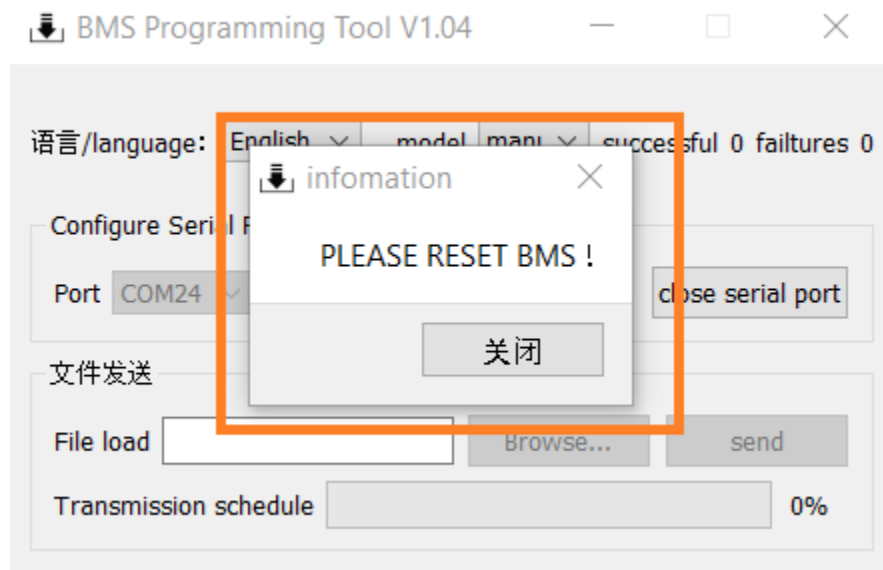 BMS Programming Tool V1.04
语言/language: English model manu successful 0 failtures 0
infomation
PLEASE RESET BMS !
关闭
Configure Serial
Port COM24 close serial port
文件发送
File load Browse... send
Transmission schedule 0%